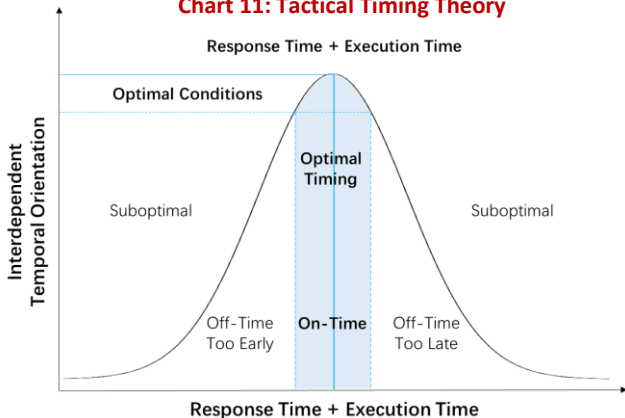 Chart 11: Tactical Timing Theory
Response Time + Execution Time
Optimal Conditions
Optimal
Timing
Suboptimal
Suboptimal
Interdependent
Temporal Orientation
Off-Time
Too Early
On-Time
Off-Time
Too Late
Response Time + Execution Time